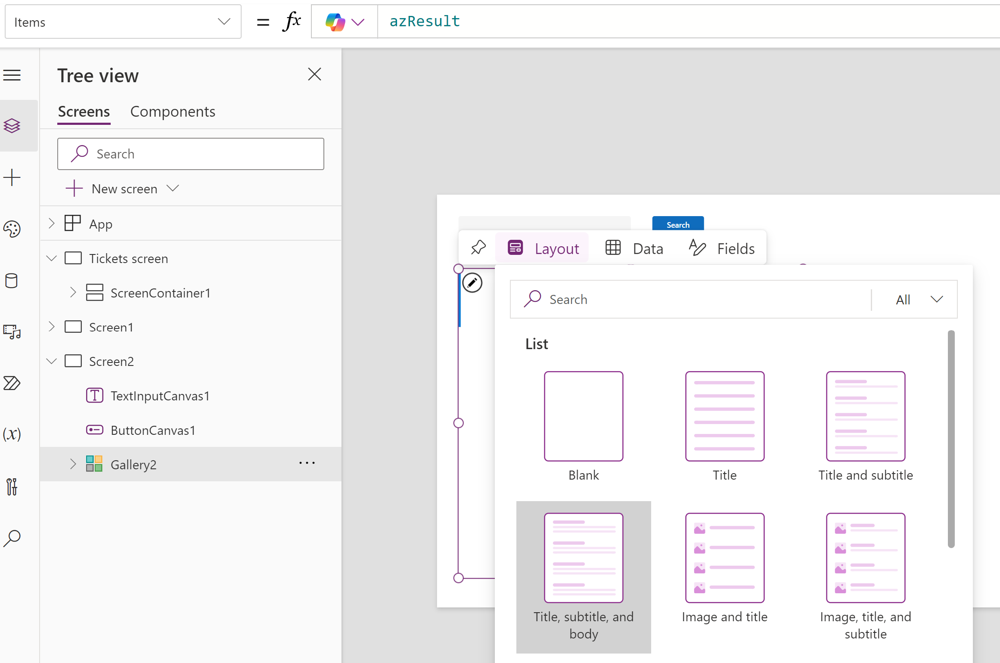 Items
= fx
azResult
Tree view
Screens
Components
Search
New screen
App
Tickets screen
ScreenContainer1
Screen1
Screen2
TextInputCanvas1
ButtonCanvas1
Gallery2
(x)
Search
Layout
Data
Fields
Search
All
List
Blank
Title
Title and subtitle
Title, subtitle, and
body
Image and title
Image, title, and
subtitle